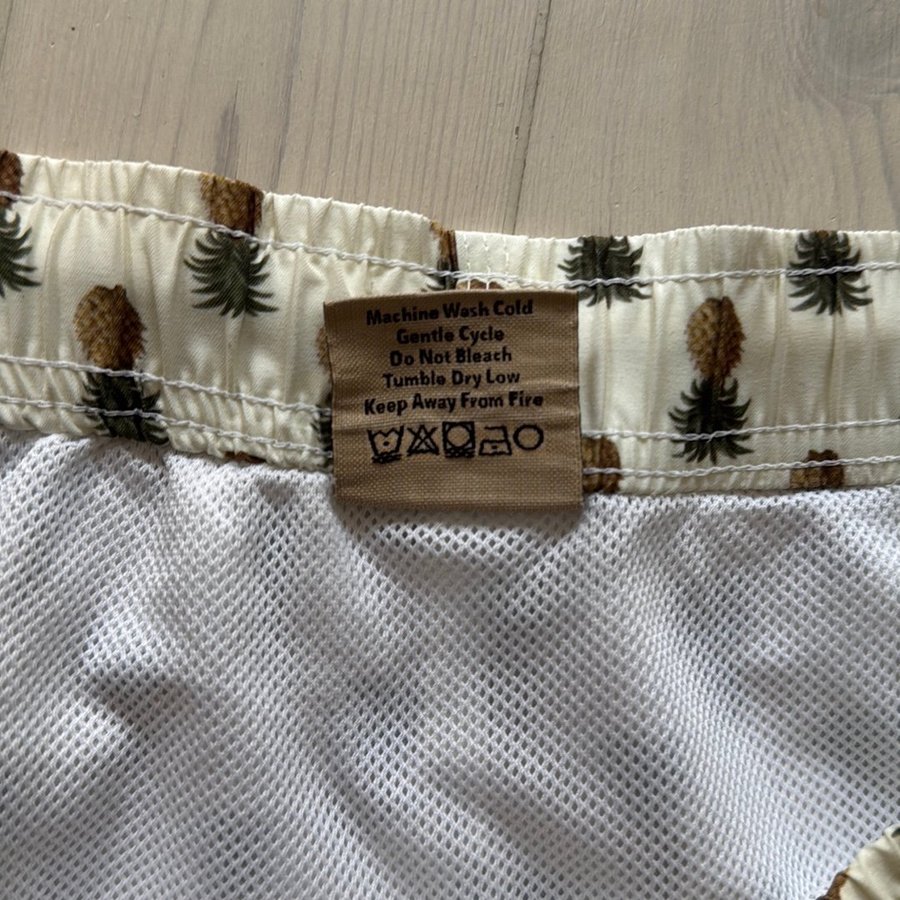 Machine Wash Cold
Gentle Cycle
Do Not Bleach
Tumble Dry Low
Keep Away From Fire